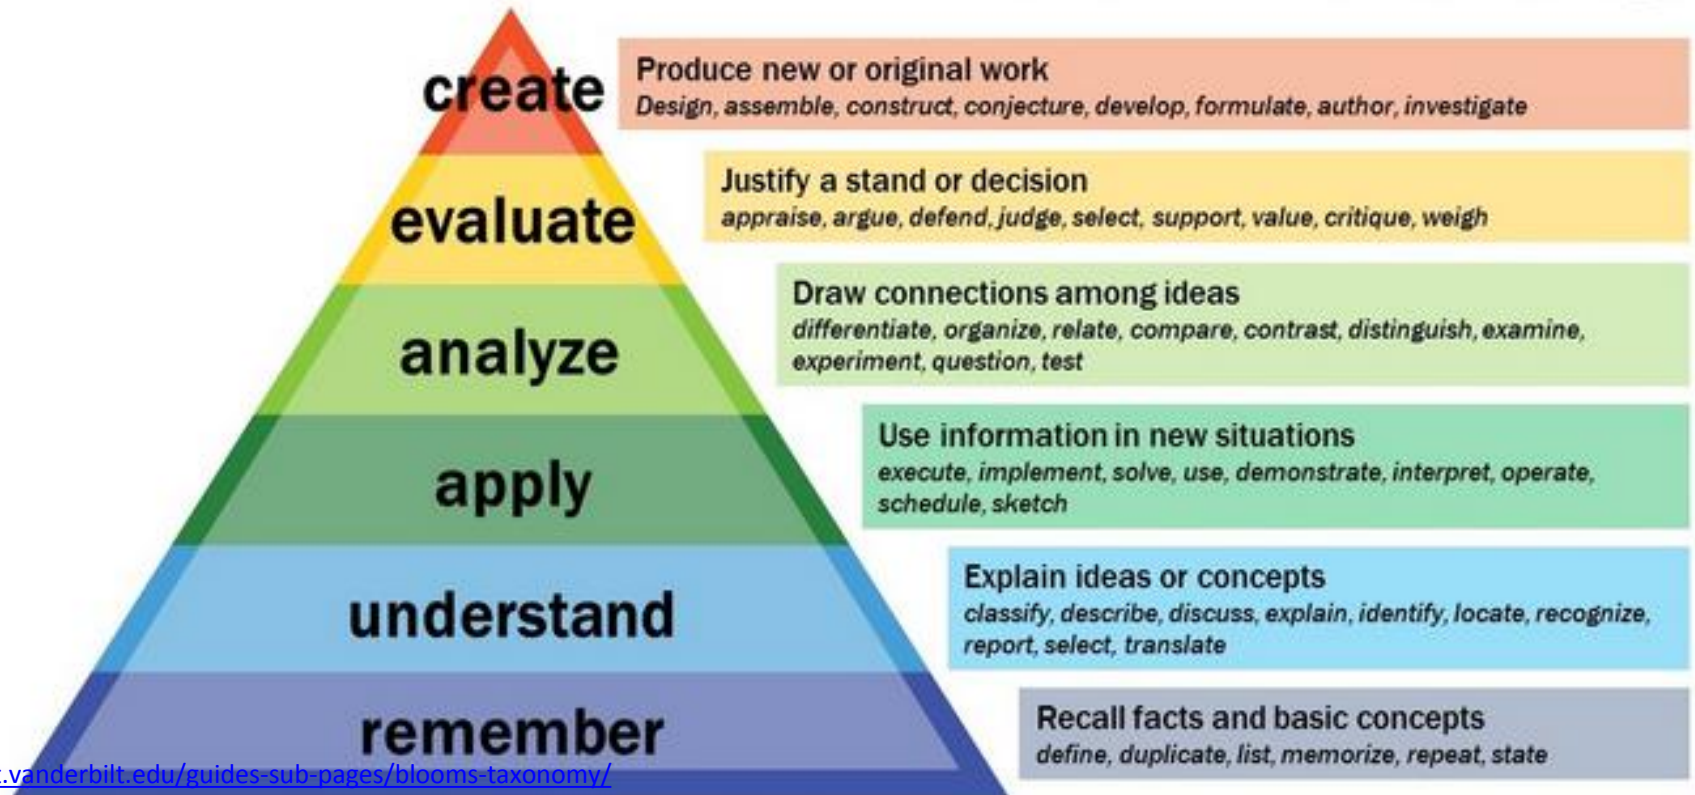 create
Produce new or original work
Design, assemble, construct, conjecture, develop, formulate, author, investigate
evaluate
Justify a stand or decision
appraise, argue, defend, judge, select, support, value, critique, weigh
analyze
Draw connections among ideas
differentiate, organize, relate, compare, contrast, distinguish, examine,
experiment, question, test
apply
Use information in new situations
execute, implement, solve, use, demonstrate, interpret, operate,
schedule, sketch
understand
Explain ideas or concepts
classify, describe, discuss, explain, identify, locate, recognize,
report, select, translate
remember
Recall facts and basic concepts
define, duplicate, list, memorize, repeat, state
.vanderbilt.edu/guides-sub-pages/blooms-taxonomy/